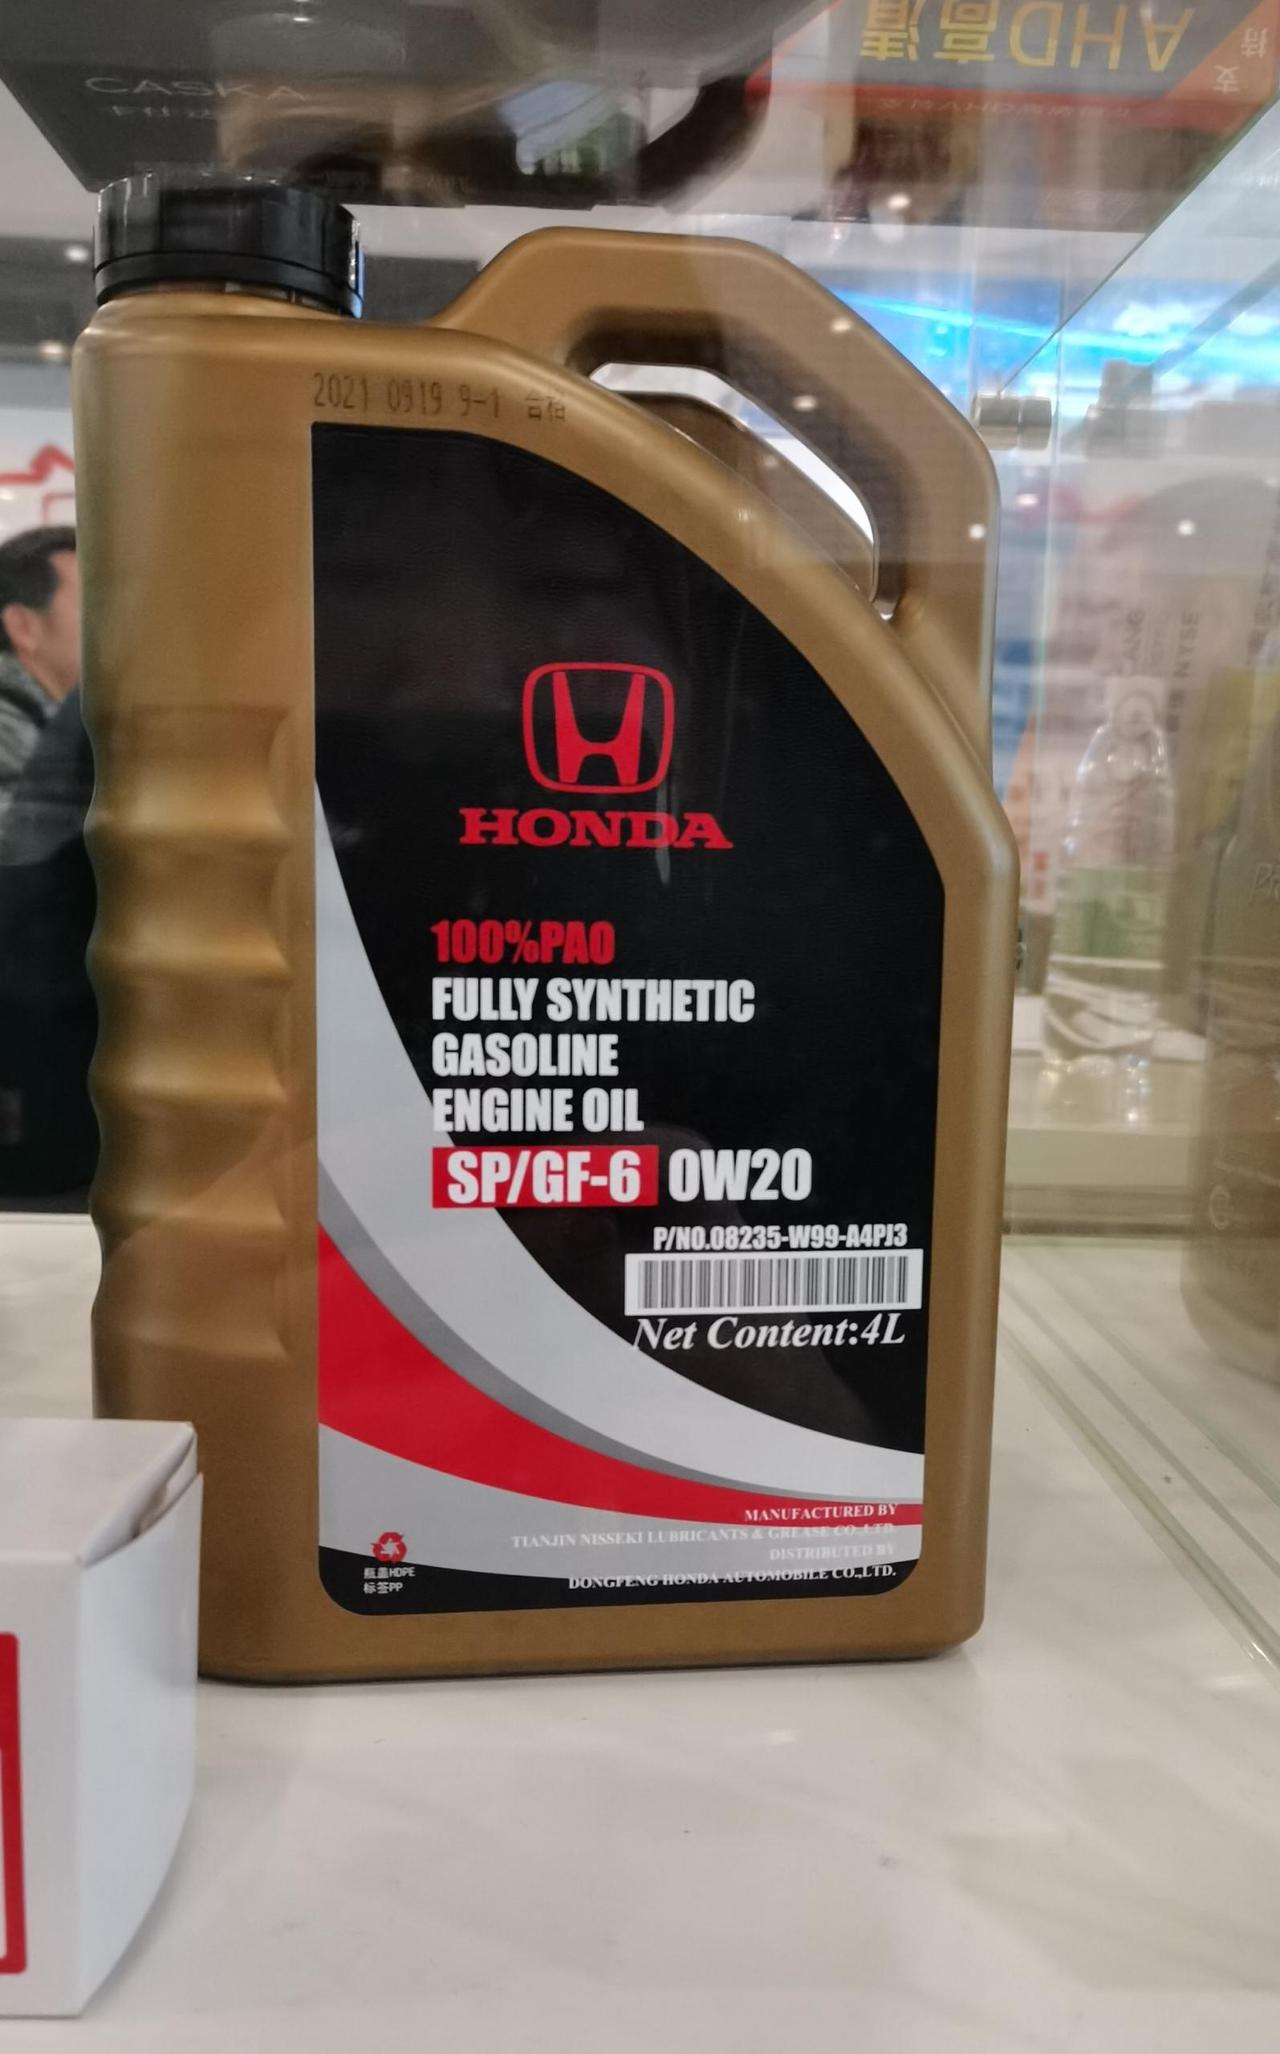 CASKA
清高AHD
2021 0919 9-1 合格
HONDA
100%PAO
FULLY SYNTHETIC
GASOLINE
ENGINE OIL
SP/GF-6 0W20
P/NO.08235-W99-A4PJ3
Net Content:4L
MANUFACTURED BY
TIANJIN NISSEKI LUBRICANTS & GREASE CO.,LTD.
DISTRIBUTED BY
DONGFENG HONDA AUTOMOBILE CO.,LTD.
瓶盖HDPE
标签PP